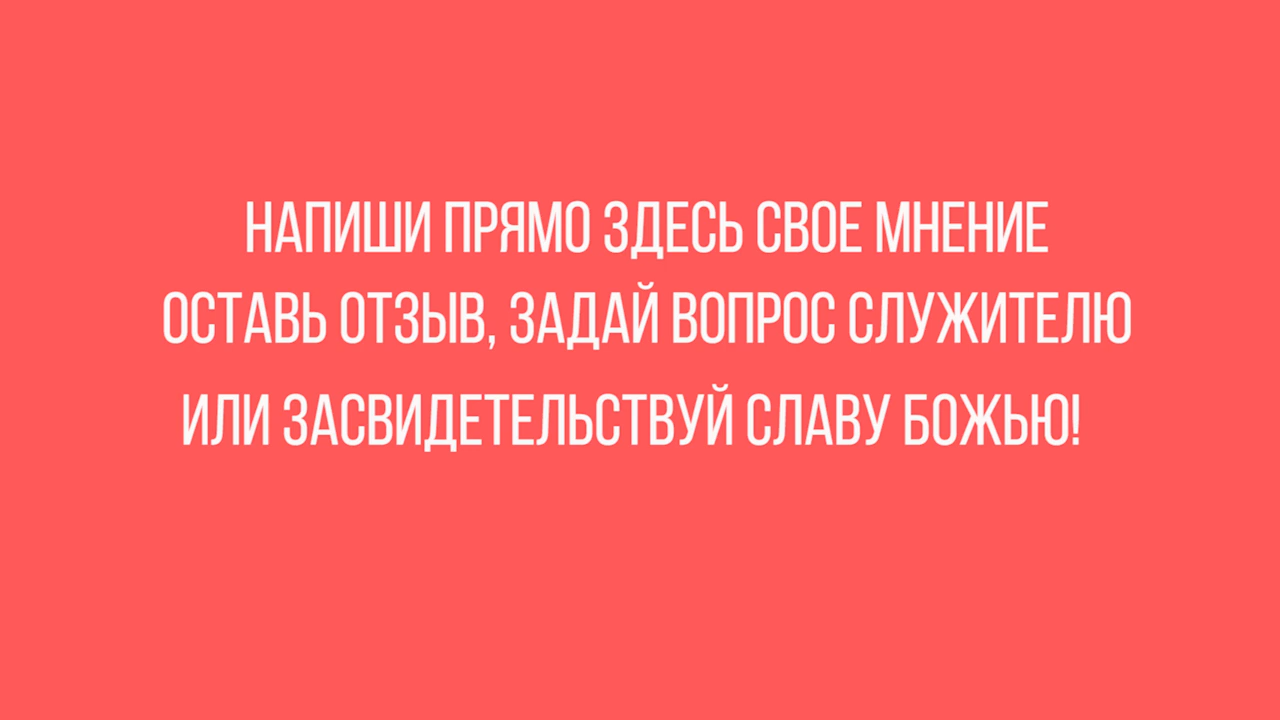 НАПИШИ ПРЯМО ЗДЕСЬ СВОЕ МНЕНИЕ
ОСТАВЬ ОТЗЫВ, ЗАДАЙ ВОПРОС СЛУЖИТЕЛЮ
ИЛИ ЗАСВИДЕТЕЛЬСТВУЙ СЛАВУ БОЖЬЮ!